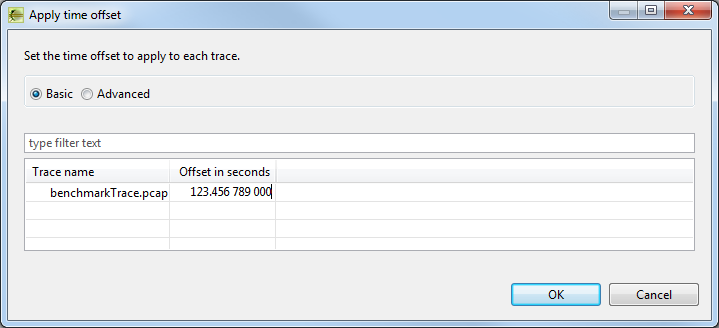 Apply time offset
Set the time offset to apply to each trace.
Basic Advanced
type filter text
Trace name Offset in seconds
benchmarkTrace.pcap 123.456 789 000
OK Cancel